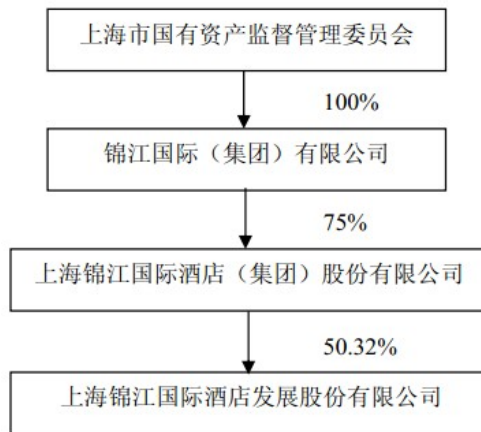 上海市国有资产监督管理委员会
100%
锦江国际（集团）有限公司
75%
上海锦江国际酒店（集团）股份有限公司
50.32%
上海锦江国际酒店发展股份有限公司